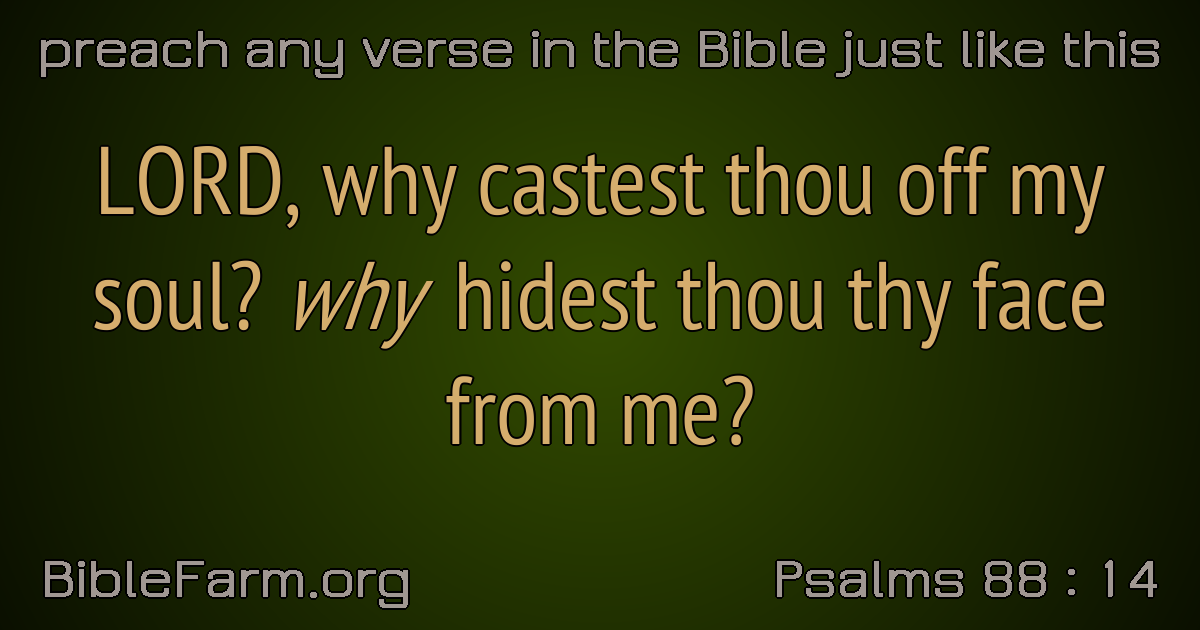 preach any verse in the Bible just like this
LORD, why castest thou off my
soul? why hidest thou thy face
from me?
BibleFarm.org
Psalms 88 : 14